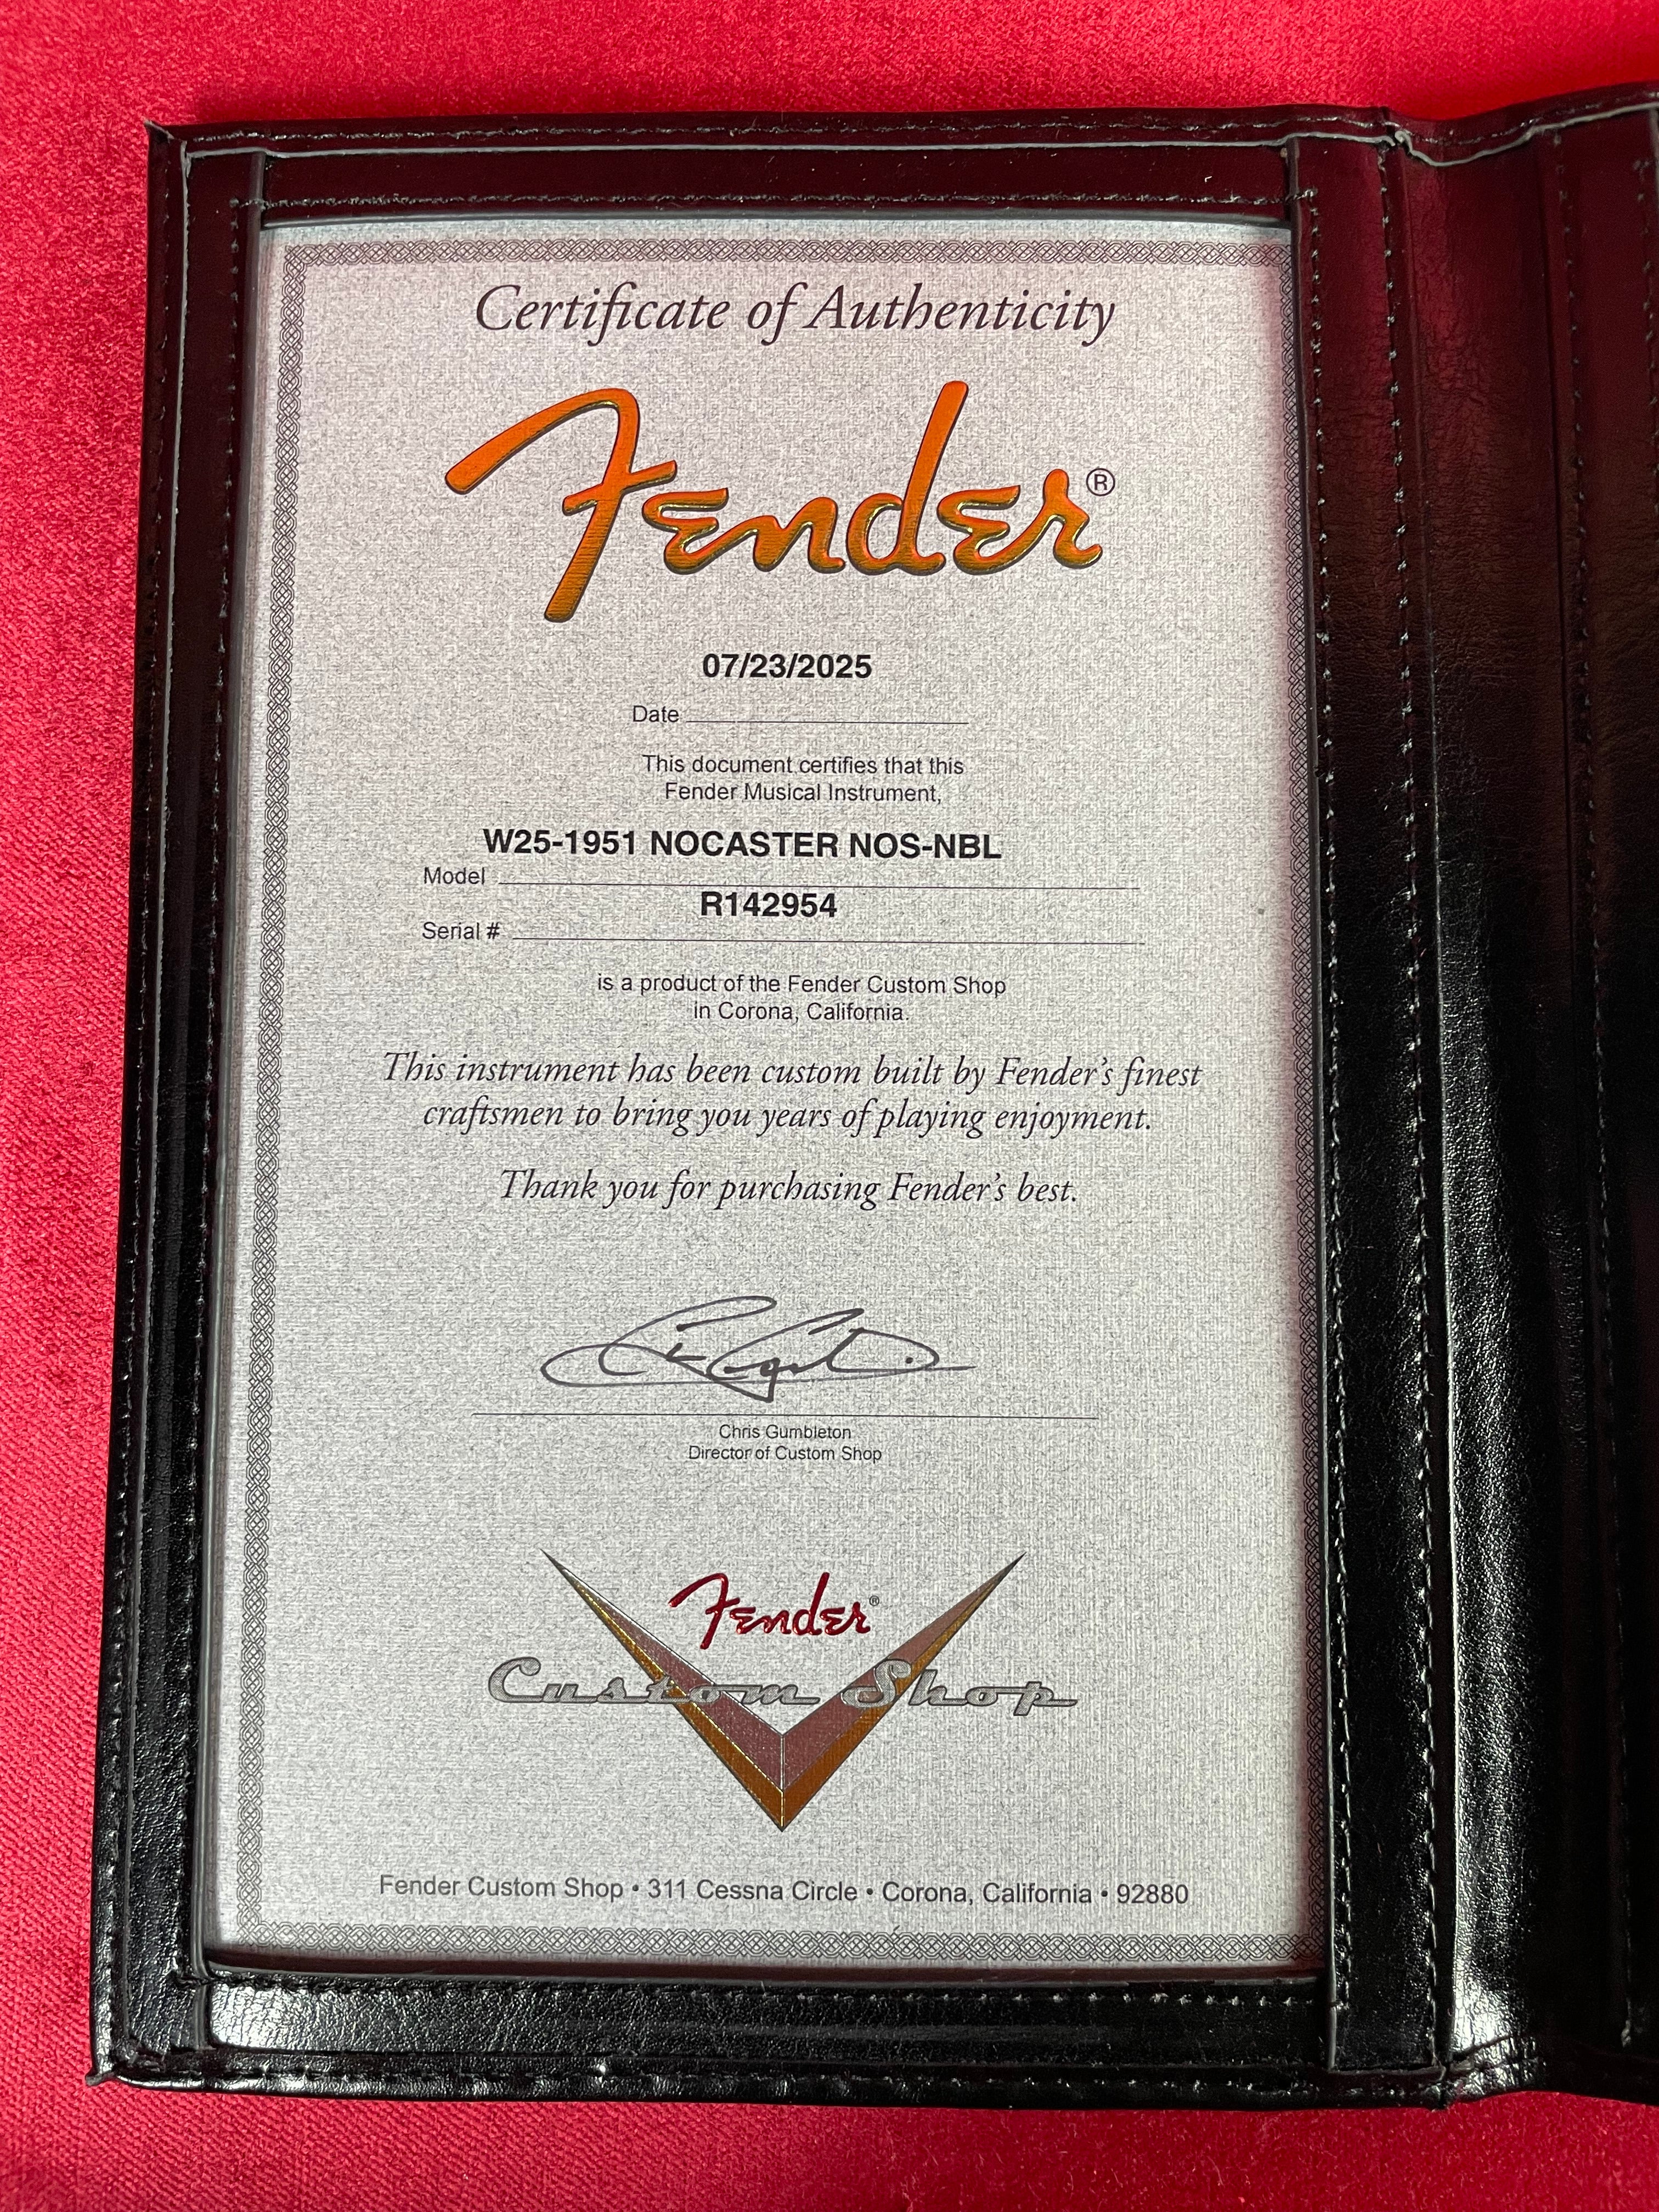 Certificate of Authenticity
Fender®
07/23/2025
Date
This document certifies that this
Fender Musical Instrument,
W25-1951 NOCASTER NOS-NBL
Model
R142954
Serial #
is a product of the Fender Custom Shop
in Corona, California.
This instrument has been custom built by Fender's finest
craftsmen to bring you years of playing enjoyment.
Thank you for purchasing Fender's best.
Chris Gumbleton
Director of Custom Shop
Fender®
Custom Shop
Fender Custom Shop • 311 Cessna Circle • Corona, California • 92880